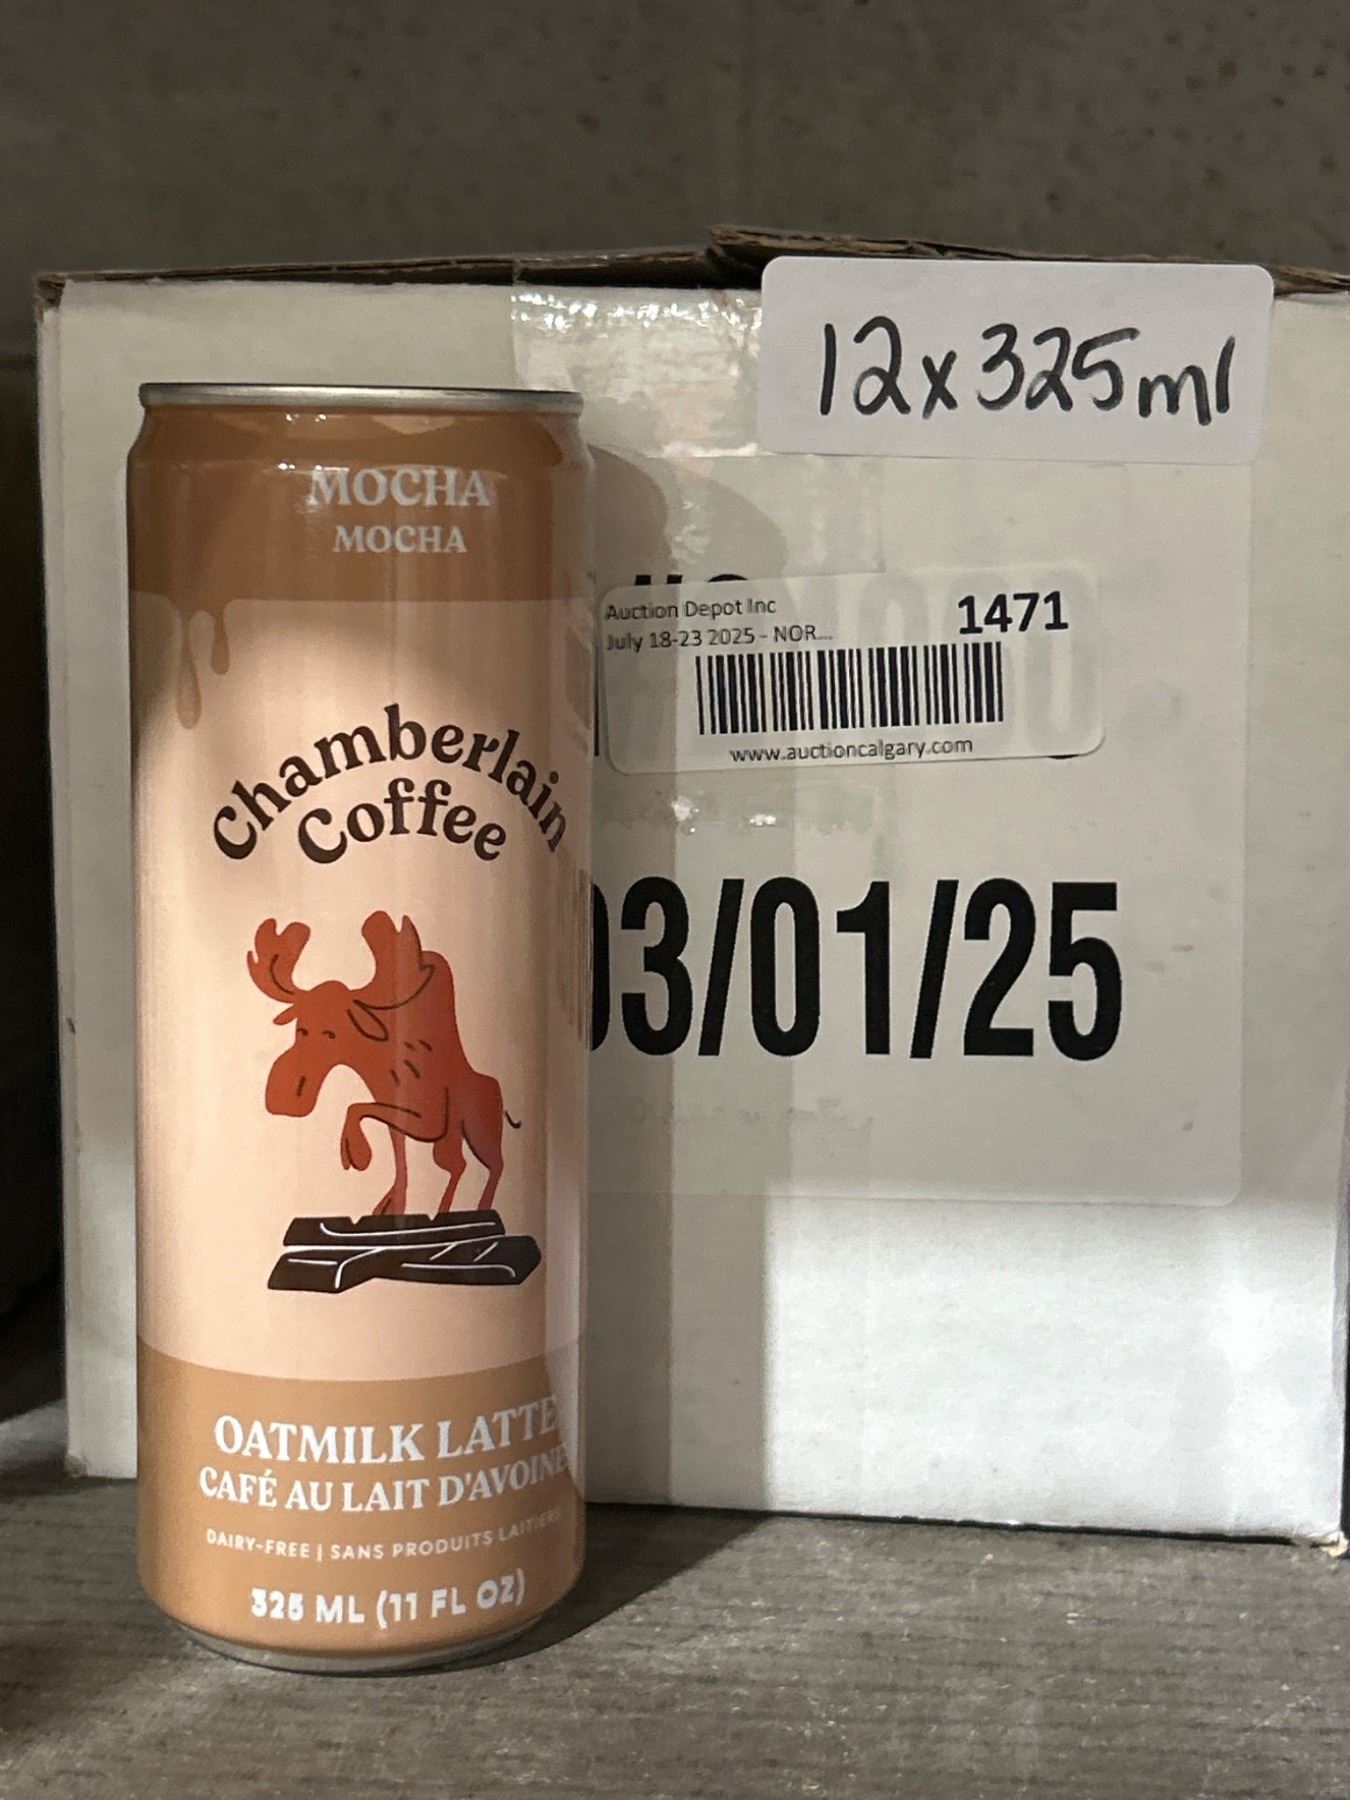 12x325ml
MOCHA
MOCHA
Auction Depot Inc
1471
July 18-23 2025 - NOR...
www.auctioncalgary.com
Chamberlain
Coffee
03/01/25
OATMILK LATTE
CAFÉ AU LAIT D'AVOINE
DAIRY-FREE | SANS PRODUITS LAITIERS
325 ML (11 FL OZ)